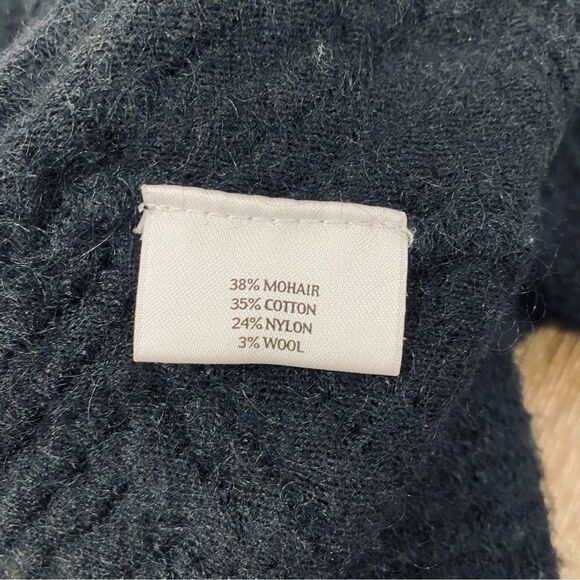 38% MOHAIR
35% COTTON
24% NYLON
3% WOOL